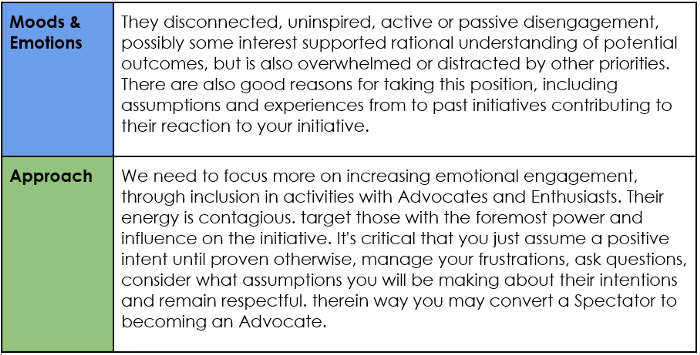 Moods &
Emotions
They disconnected, uninspired, active or passive disengagement,
possibly some interest supported rational understanding of potential
outcomes, but is also overwhelmed or distracted by other priorities.
There are also good reasons for taking this position, including
assumptions and experiences from to past initiatives contributing to
their reaction to your initiative.
Approach
We need to focus more on increasing emotional engagement,
through inclusion in activities with Advocates and Enthusiasts. Their
energy is contagious. target those with the foremost power and
influence on the initiative. It's critical that you just assume a positive
intent until proven otherwise, manage your frustrations, ask questions,
consider what assumptions you will be making about their intentions
and remain respectful. therein way you may convert a Spectator to
becoming an Advocate.